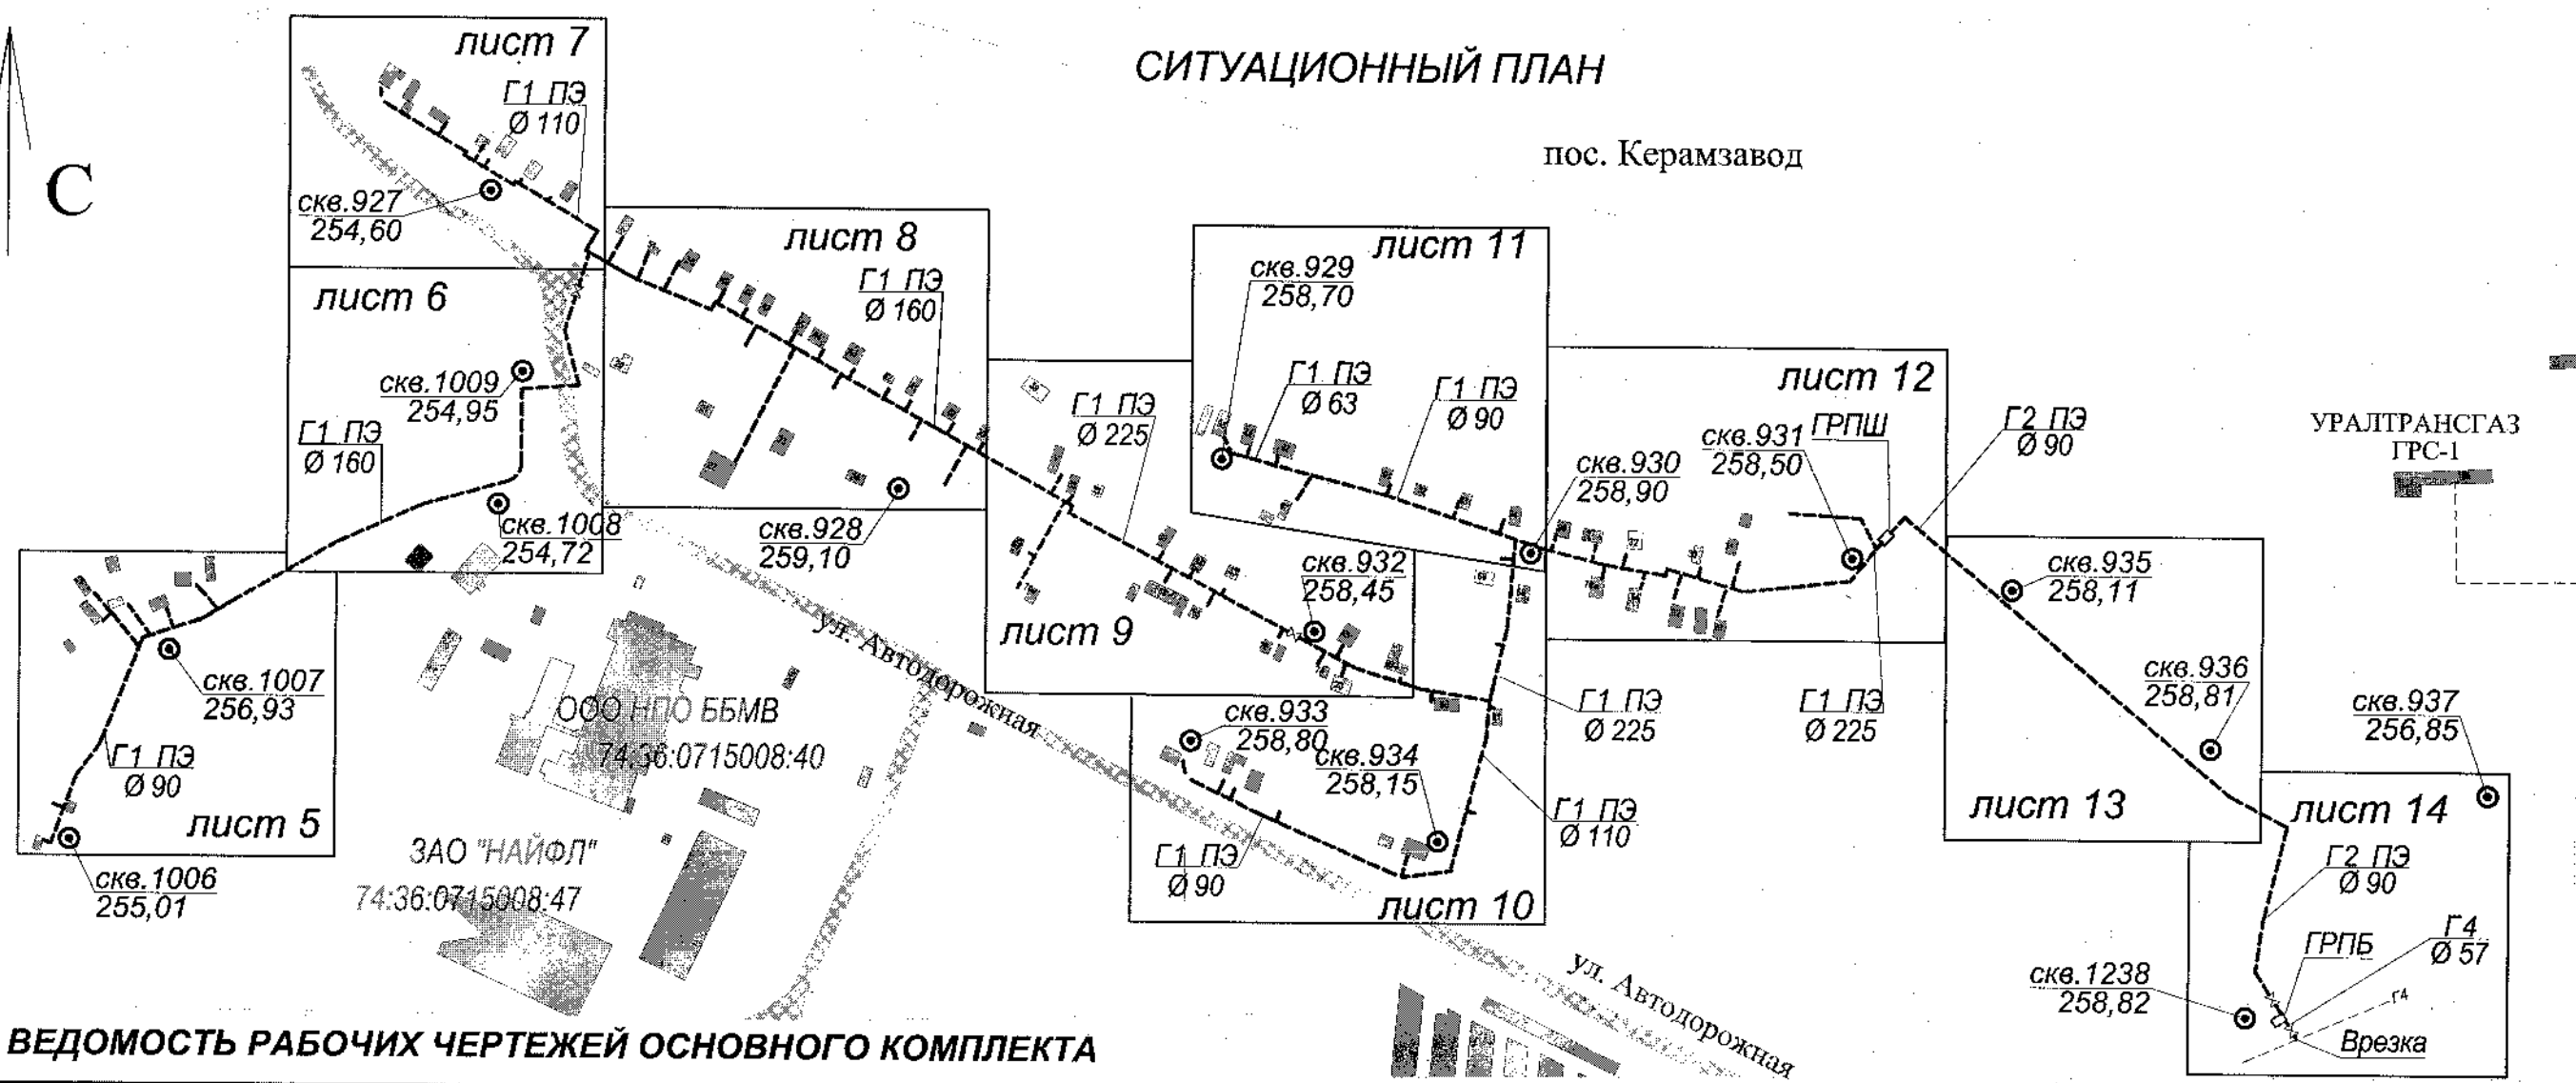 СИТУАЦИОННЫЙ ПЛАН
пос. Керамзавод
С
лист 7
Г1 ПЭ
Ø 110
скв.927
254,60
лист 6
скв.1009
254,95
Г1 ПЭ
Ø 160
скв.1008
254,72
лист 8
Г1 ПЭ
Ø 160
скв.928
259,10
лист 11
скв.929
258,70
Г1 ПЭ
Ø 63
Г1 ПЭ
Ø 90
Г1 ПЭ
Ø 225
скв.932
258,45
лист 9
скв.930
258,90
лист 12
скв.931
258,50
ГРПШ
Г2 ПЭ
Ø 90
УРАЛТРАНСГАЗ
ГРС-1
скв.935
258,11
скв.936
258,81
лист 13
скв.937
256,85
скв.1007
256,93
Г1 ПЭ
Ø 90
лист 5
скв.1006
255,01
ул. Автодорожная
ООО НПО ББМВ
74:36:0715008:40
ЗАО "НАЙФЛ"
74:36:0715008:47
скв.933
258,80
скв.934
258,15
Г1 ПЭ
Ø 90
Г1 ПЭ
Ø 225
Г1 ПЭ
Ø 225
Г1 ПЭ
Ø 110
лист 10
ул. Автодорожная
лист 14
Г2 ПЭ
Ø 90
ГРПБ
Г4
Ø 57
Г4
скв.1238
258,82
Врезка
ВЕДОМОСТЬ РАБОЧИХ ЧЕРТЕЖЕЙ ОСНОВНОГО КОМПЛЕКТА